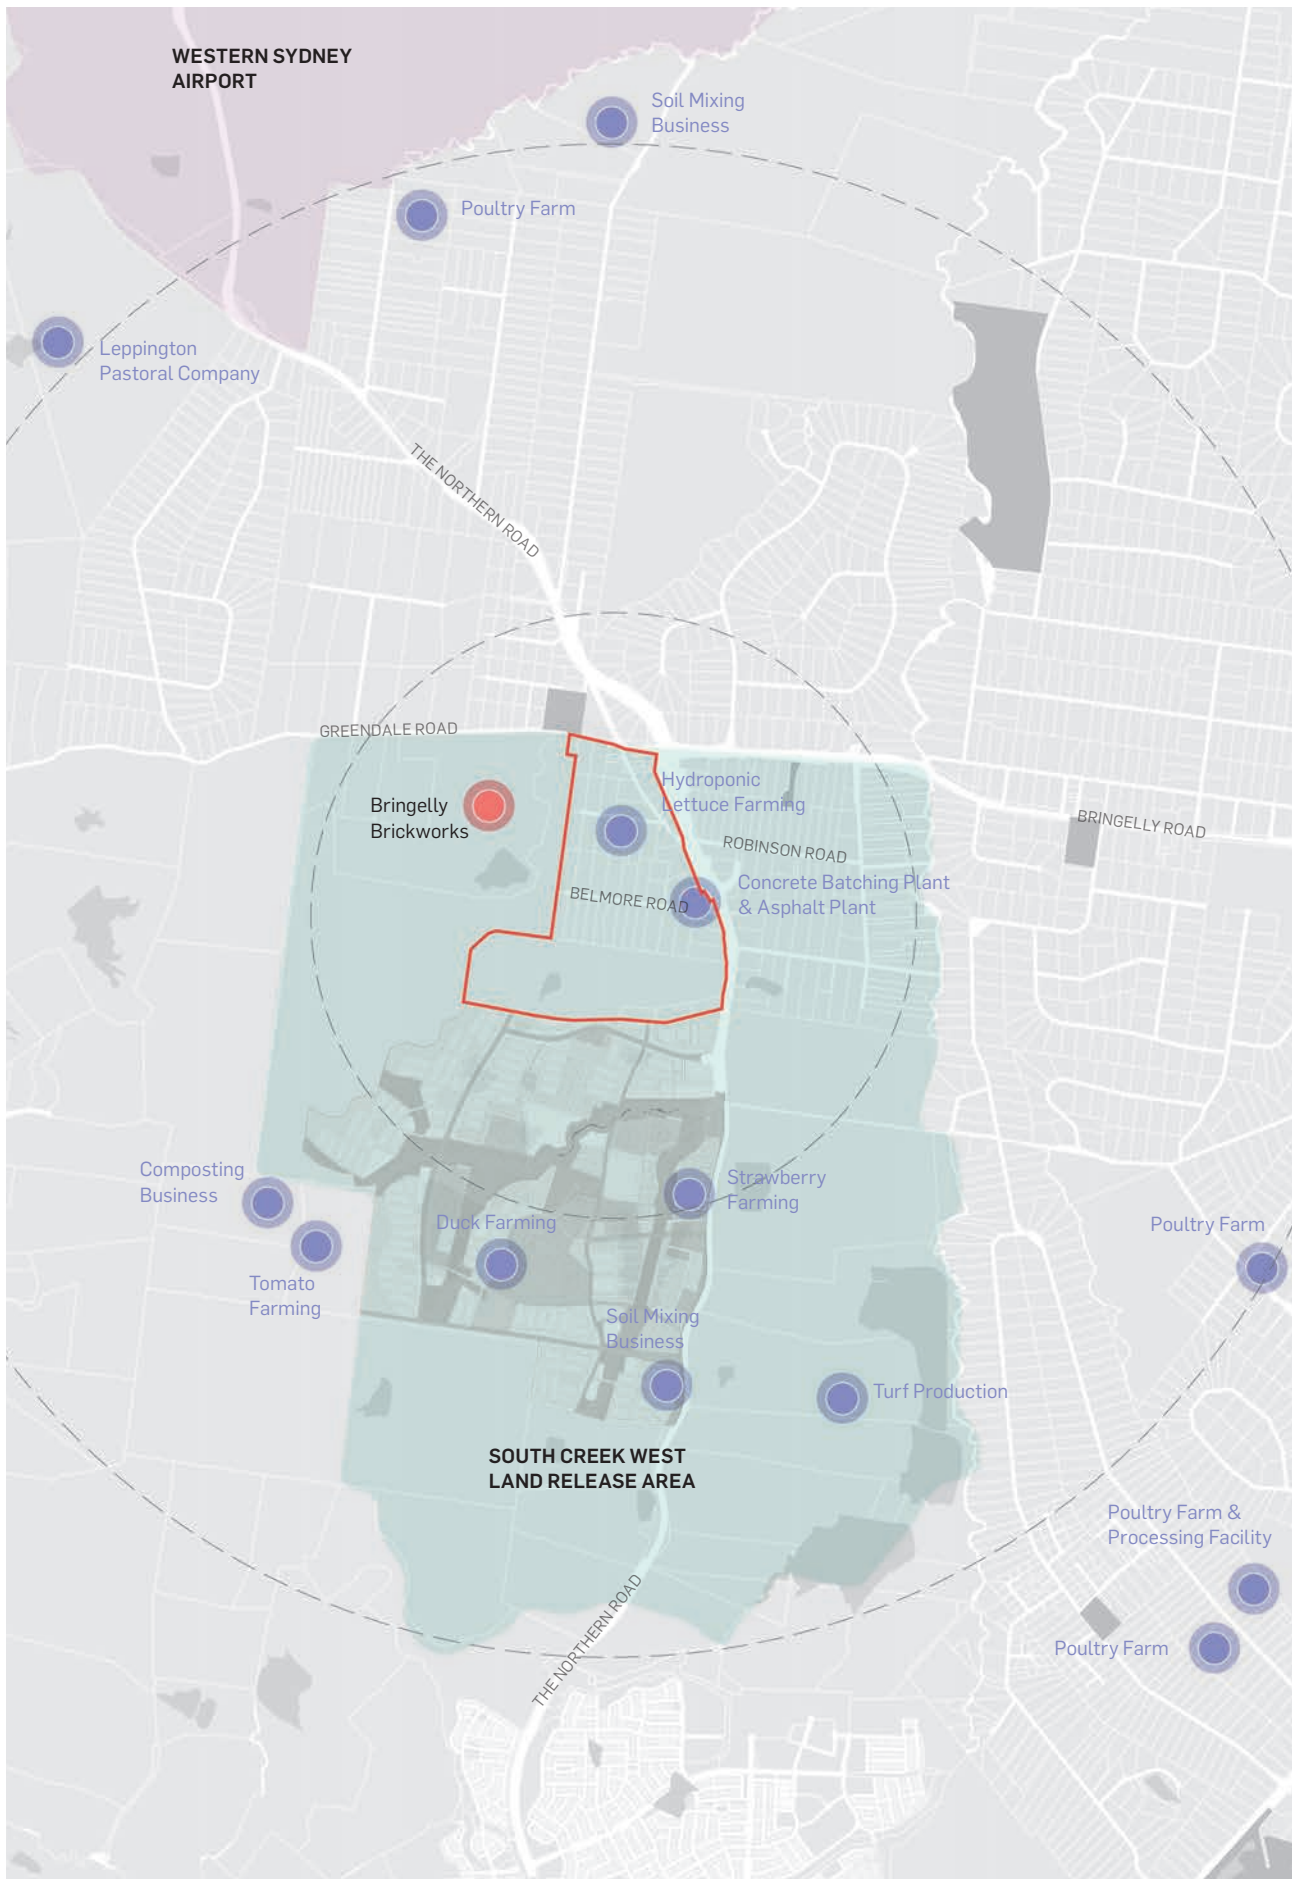 WESTERN SYDNEY
AIRPORT
Soil Mixing
Business
Poultry Farm
Leppington
Pastoral Company
THE NORTHERN ROAD
GREENDALE ROAD
Bringelly
Brickworks
Hydroponic
Lettuce Farming
ROBINSON ROAD
BRINGELLY ROAD
BELMORE ROAD
Concrete Batching Plant
& Asphalt Plant
Composting
Business
Strawberry
Farming
Duck Farming
Poultry Farm
Tomato
Farming
Soil Mixing
Business
Turf Production
SOUTH CREEK WEST
LAND RELEASE AREA
Poultry Farm &
Processing Facility
THE NORTHERN ROAD
Poultry Farm